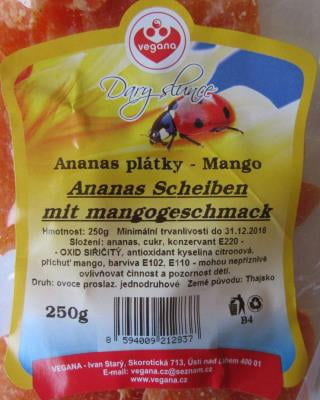 vegana
Dary slunce
Ananas plátky - Mango
Ananas Scheiben
mit mangogeschmack
Hmotnost: 250g Minimální trvanlivosti do 31.12.2018
Složení: ananas, cukr, konzervant E220 -
- OXID SIŘIČITÝ, antioxidant kyselina citronová,
příchuť mango, barviva E102, E110 - mohou nepříznivě
ovlivňovat činnost a pozornost dětí.
Druh: ovoce proslaz. jednodruhové Země původu: Thajsko
250g
B4
8 594009 212937
VEGANA - Ivan Starý, Skorotická 713, Ústí nad Labem 400 01
E-mail: vegana.cz@seznam.cz
www.vegana.cz